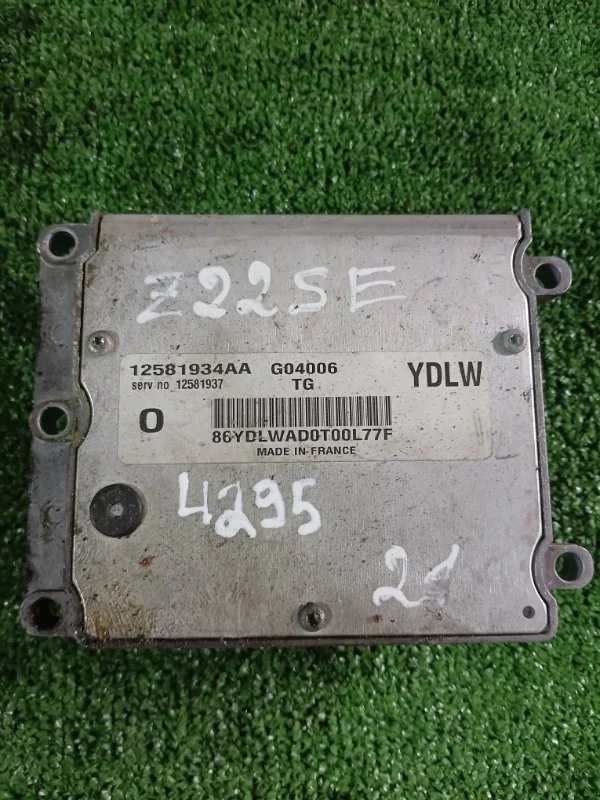 Z22SE
12581934AA G04006 YDLW
serv no 12581937 TG
O
86YDLWAD0T00L77F
MADE IN FRANCE
4295
21